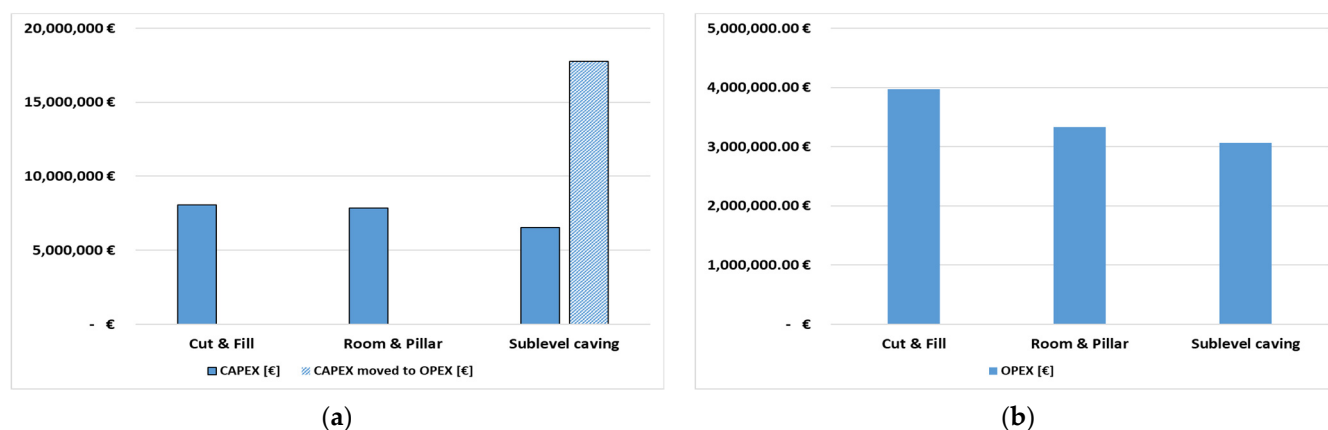 20,000,000 €
15,000,000 €
10,000,000 €
5,000,000 €
- €
Cut & Fill Room & Pillar Sublevel caving
CAPEX [€] CAPEX moved to OPEX [€]
(a)
5,000,000.00 €
4,000,000.00 €
3,000,000.00 €
2,000,000.00 €
1,000,000.00 €
- €
Cut & Fill Room & Pillar Sublevel caving
OPEX [€]
(b)